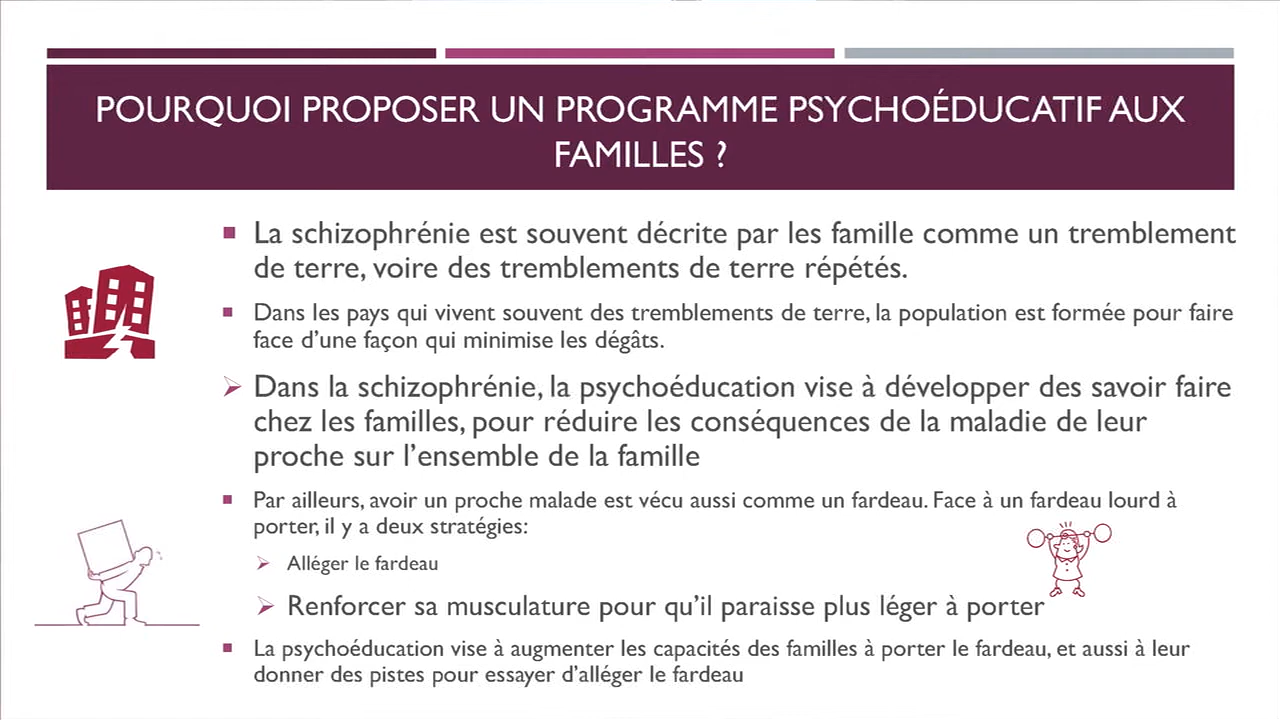 POURQUOI PROPOSER UN PROGRAMME PSYCHOÉDUCATIF AUX
FAMILLES ?
La schizophrénie est souvent décrite par les famille comme un tremblement
de terre, voire des tremblements de terre répétés.
Dans les pays qui vivent souvent des tremblements de terre, la population est formée pour faire
face d'une façon qui minimise les dégâts.
Dans la schizophrénie, la psychoéducation vise à développer des savoir faire
chez les familles, pour réduire les conséquences de la maladie de leur
proche sur l'ensemble de la famille
Par ailleurs, avoir un proche malade est vécu aussi comme un fardeau. Face à un fardeau lourd à
porter, il y a deux stratégies:
Alléger le fardeau
Renforcer sa musculature pour qu'il paraisse plus léger à porter
La psychoéducation vise à augmenter les capacités des familles à porter le fardeau, et aussi à leur
donner des pistes pour essayer d'alléger le fardeau